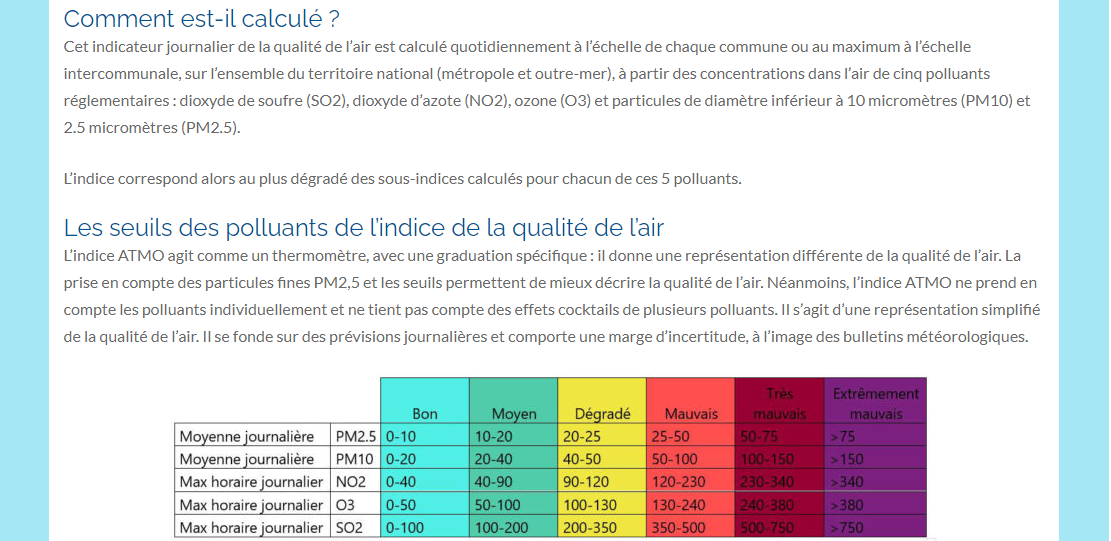 Comment est-il calculé ?
Cet indicateur journalier de la qualité de l’air est calculé quotidiennement à l’échelle de chaque commune ou au maximum à l’échelle
intercommunale, sur l’ensemble du territoire national (métropole et outre-mer), à partir des concentrations dans l’air de cinq polluants
réglementaires : dioxyde de soufre (SO2), dioxyde d’azote (NO2), ozone (O3) et particules de diamètre inférieur à 10 micromètres (PM10) et
2.5 micromètres (PM2.5).
L’indice correspond alors au plus dégradé des sous-indices calculés pour chacun de ces 5 polluants.
Les seuils des polluants de l’indice de la qualité de l’air
L’indice ATMO agit comme un thermomètre, avec une graduation spécifique : il donne une représentation différente de la qualité de l’air. La
prise en compte des particules fines PM2,5 et les seuils permettent de mieux décrire la qualité de l’air. Néanmoins, l’indice ATMO ne prend en
compte les polluants individuellement et ne tient pas compte des effets cocktails de plusieurs polluants. Il s’agit d’une représentation simplifié
de la qualité de l’air. Il se fonde sur des prévisions journalières et comporte une marge d’incertitude, à l’image des bulletins météorologiques.
Bon Moyen Dégradé Mauvais Très mauvais Extrêmement mauvais
Moyenne journalière PM2.5 0-10 10-20 20-25 25-50 50-75 >75
Moyenne journalière PM10 0-20 20-40 40-50 50-100 100-150 >150
Max horaire journalier NO2 0-40 40-90 90-120 120-230 230-340 >340
Max horaire journalier O3 0-50 50-100 100-130 130-240 240-380 >380
Max horaire journalier SO2 0-100 100-200 200-350 350-500 500-750 >750